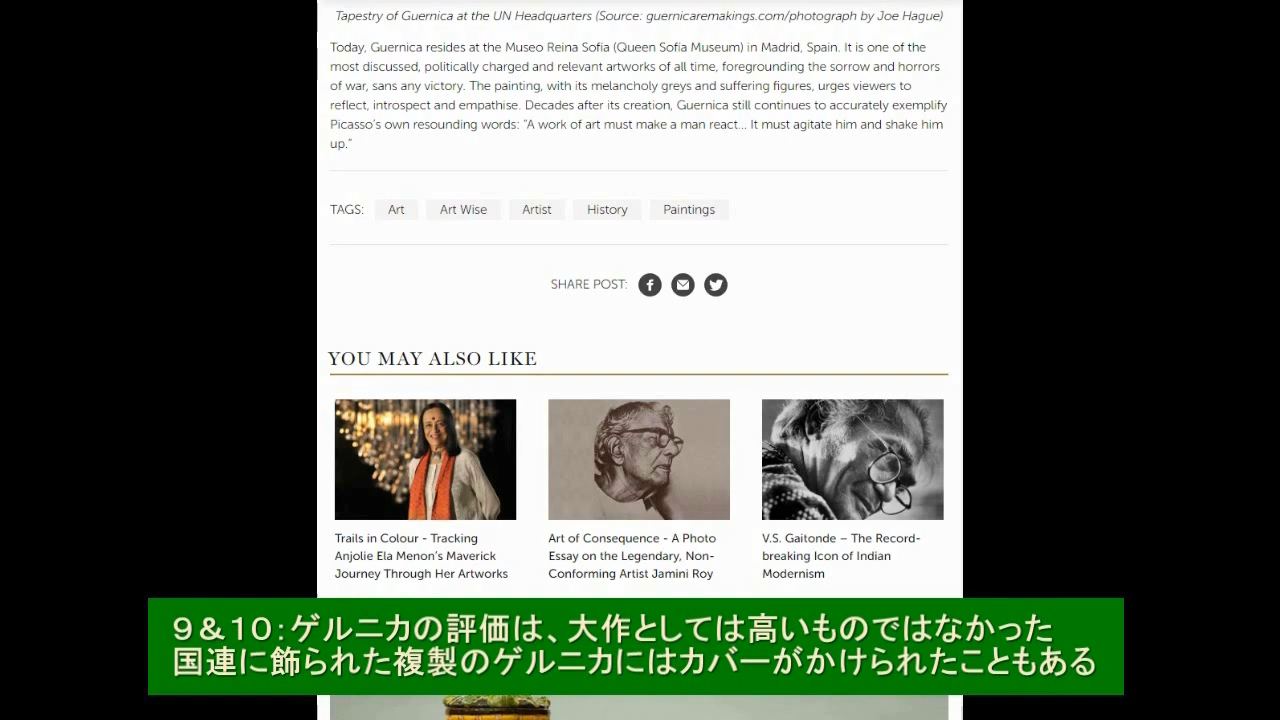 Tapestry of Guernica at the UN Headquarters (Source: guernicaremakings.com/photograph by Joe Hague)
Today, Guernica resides at the Museo Reina Sofía (Queen Sofía Museum) in Madrid, Spain. It is one of the
most discussed, politically charged and relevant artworks of all time, foregrounding the sorrow and horrors
of war, sans any victory. The painting, with its melancholy greys and suffering figures, urges viewers to
reflect, introspect and empathise. Decades after its creation, Guernica still continues to accurately exemplify
Picasso's own resounding words: "A work of art must make a man react... It must agitate him and shake him
up."
TAGS: Art Art Wise Artist History Paintings
SHARE POST:
YOU MAY ALSO LIKE
Trails in Colour - Tracking
Anjolie Ela Menon's Maverick
Journey Through Her Artworks
Art of Consequence - A Photo
Essay on the Legendary, Non-
Conforming Artist Jamini Roy
V.S. Gaitonde – The Record-
breaking Icon of Indian
Modernism
９＆１０：ゲルニカの評価は、大作としては高いものではなかった
国連に飾られた複製のゲルニカにはカバーがかけられたこともある